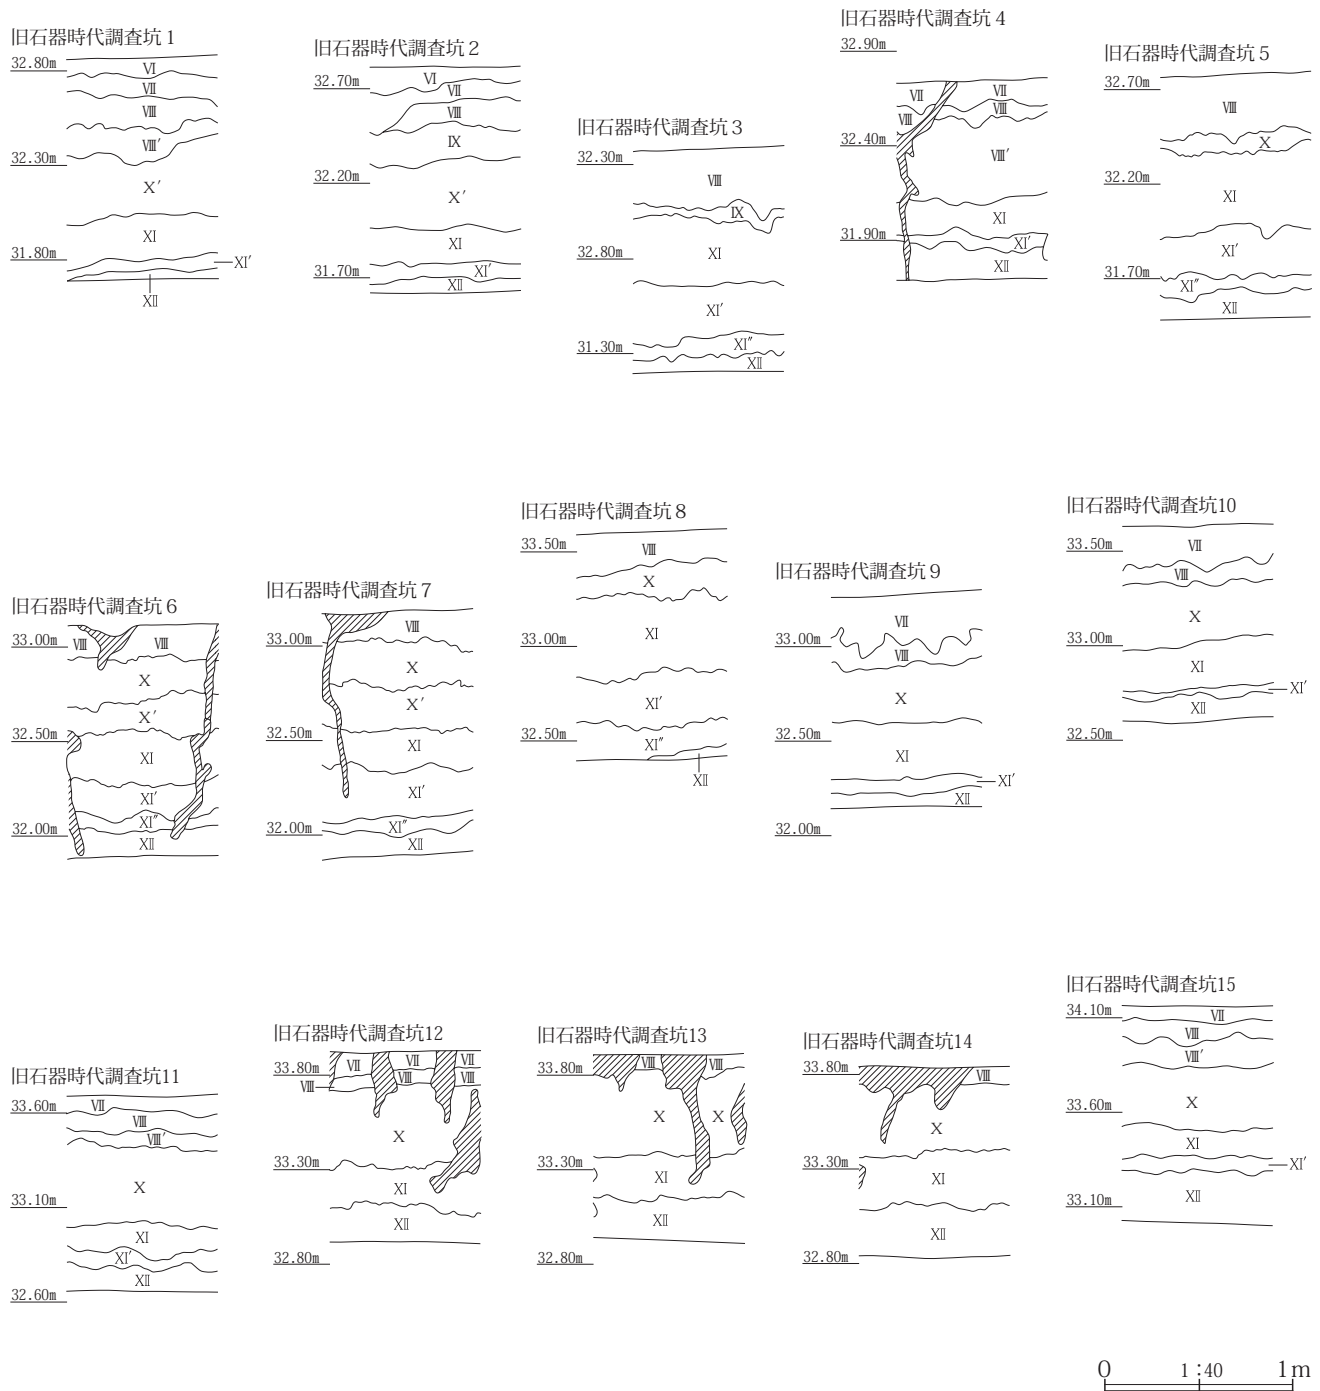 旧石器時代調査坑 1
32.80m
Ⅵ
Ⅶ
Ⅷ
Ⅷ′
32.30m
Ⅹ′
Ⅺ
31.80m
Ⅺ′
Ⅻ
旧石器時代調査坑 2
32.70m
Ⅵ
Ⅶ
Ⅷ
Ⅸ
32.20m
Ⅹ′
Ⅺ
31.70m
Ⅺ′
Ⅻ
旧石器時代調査坑 3
32.30m
Ⅷ
Ⅸ
32.80m
Ⅺ
Ⅺ′
31.30m
Ⅺ″
Ⅻ
旧石器時代調査坑 4
32.90m
Ⅶ Ⅶ
Ⅷ Ⅷ
32.40m
Ⅷ′
Ⅺ
31.90m
Ⅺ′
Ⅻ
旧石器時代調査坑 5
32.70m
Ⅷ
Ⅹ
32.20m
Ⅺ
Ⅺ′
31.70m
Ⅺ″
Ⅻ
旧石器時代調査坑 6
33.00m
Ⅷ Ⅷ
Ⅹ
Ⅹ′
32.50m
Ⅺ
Ⅺ′
Ⅺ″
32.00m
Ⅻ
旧石器時代調査坑 7
33.00m
Ⅷ
Ⅹ
Ⅹ′
32.50m
Ⅺ
Ⅺ′
32.00m
Ⅺ″
Ⅻ
旧石器時代調査坑 8
33.50m
Ⅷ
Ⅹ
33.00m
Ⅺ
Ⅺ′
32.50m
Ⅺ″
Ⅻ
旧石器時代調査坑 9
Ⅶ
33.00m
Ⅷ
Ⅹ
32.50m
Ⅺ
Ⅺ′
Ⅻ
32.00m
旧石器時代調査坑10
33.50m
Ⅶ
Ⅷ
Ⅹ
33.00m
Ⅺ
Ⅺ′
Ⅻ
32.50m
旧石器時代調査坑11
33.60m
Ⅶ
Ⅷ
Ⅷ′
Ⅹ
33.10m
Ⅺ
Ⅺ′
Ⅻ
32.60m
旧石器時代調査坑12
33.80m
Ⅶ Ⅶ Ⅶ
Ⅷ Ⅷ Ⅷ
Ⅹ
33.30m
Ⅺ
Ⅻ
32.80m
旧石器時代調査坑13
33.80m
Ⅷ Ⅷ
Ⅹ Ⅹ
33.30m
Ⅺ
Ⅻ
32.80m
旧石器時代調査坑14
33.80m
Ⅷ
Ⅹ
33.30m
Ⅺ
Ⅻ
32.80m
旧石器時代調査坑15
34.10m
Ⅶ
Ⅷ
Ⅷ′
33.60m
Ⅹ
Ⅺ
Ⅺ′
33.10m
Ⅻ
0 1:40 1m